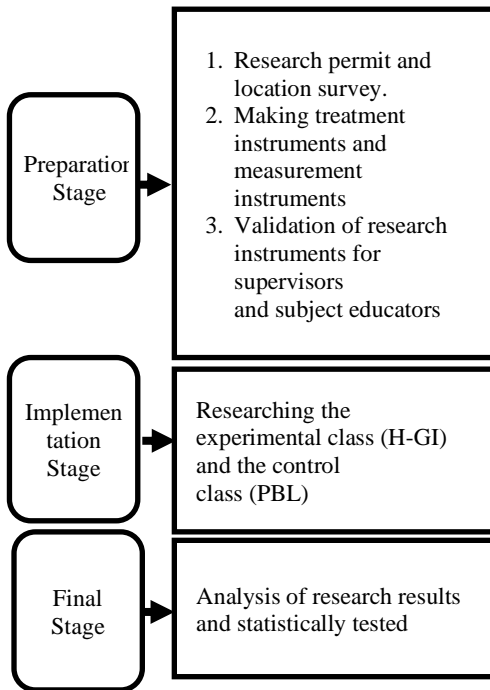 Preparation
Stage
1. Research permit and
location survey.
2. Making treatment
instruments and
measurement
instruments
3. Validation of research
instruments for
supervisors
and subject educators
Implemen
tation
Stage
Researching the
experimental class (H-GI)
and the control
class (PBL)
Final
Stage
Analysis of research results
and statistically tested